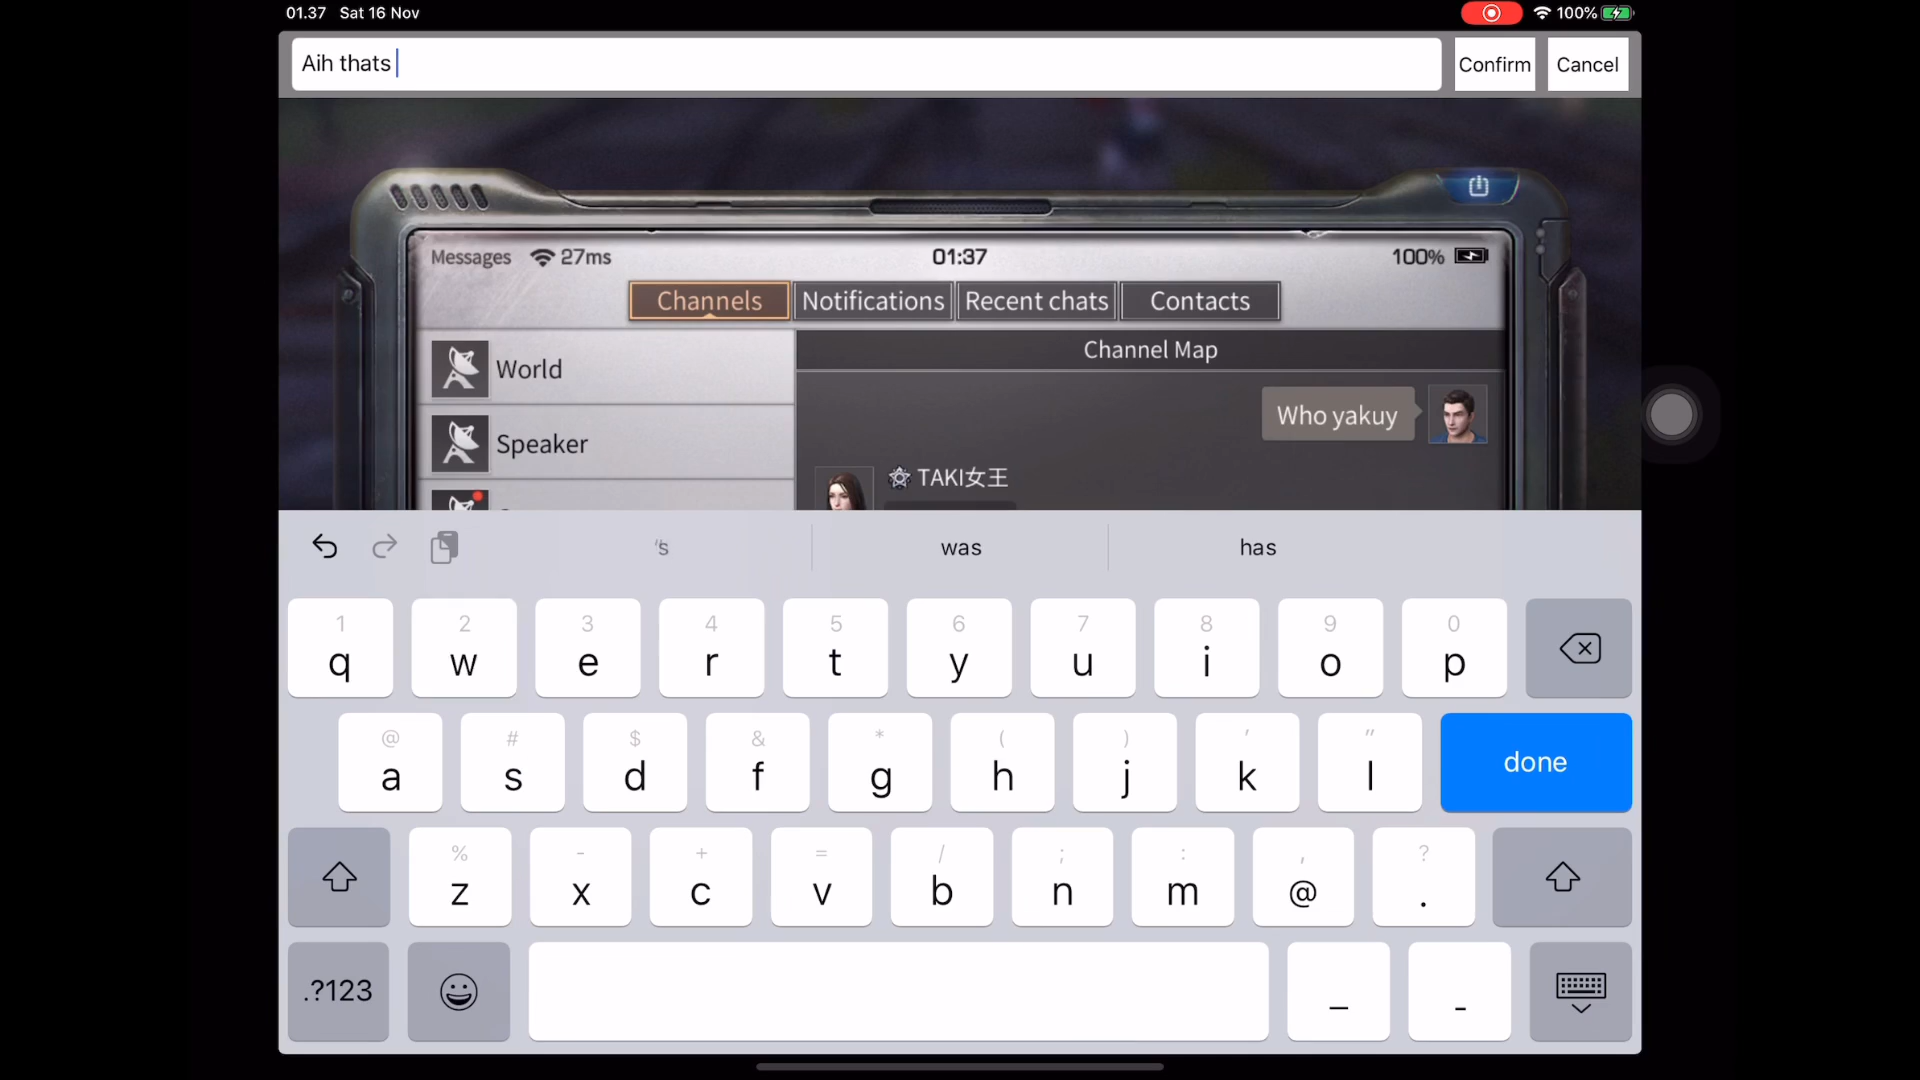 01.37 Sat 16 Nov
100%
Aih thats
Confirm
Cancel
Messages 27ms
01:37
100%
Channels
Notifications
Recent chats
Contacts
World
Speaker
Channel Map
Who yakuy
TAKI女王
's
was
has
1 2 3 4 5 6 7 8 9 0
q w e r t y u i o p
@ # $ & * ( ) ' "
a s d f g h j k l
done
% - + = / ; : , ?
z x c v b n m @ .
.?123
_ -